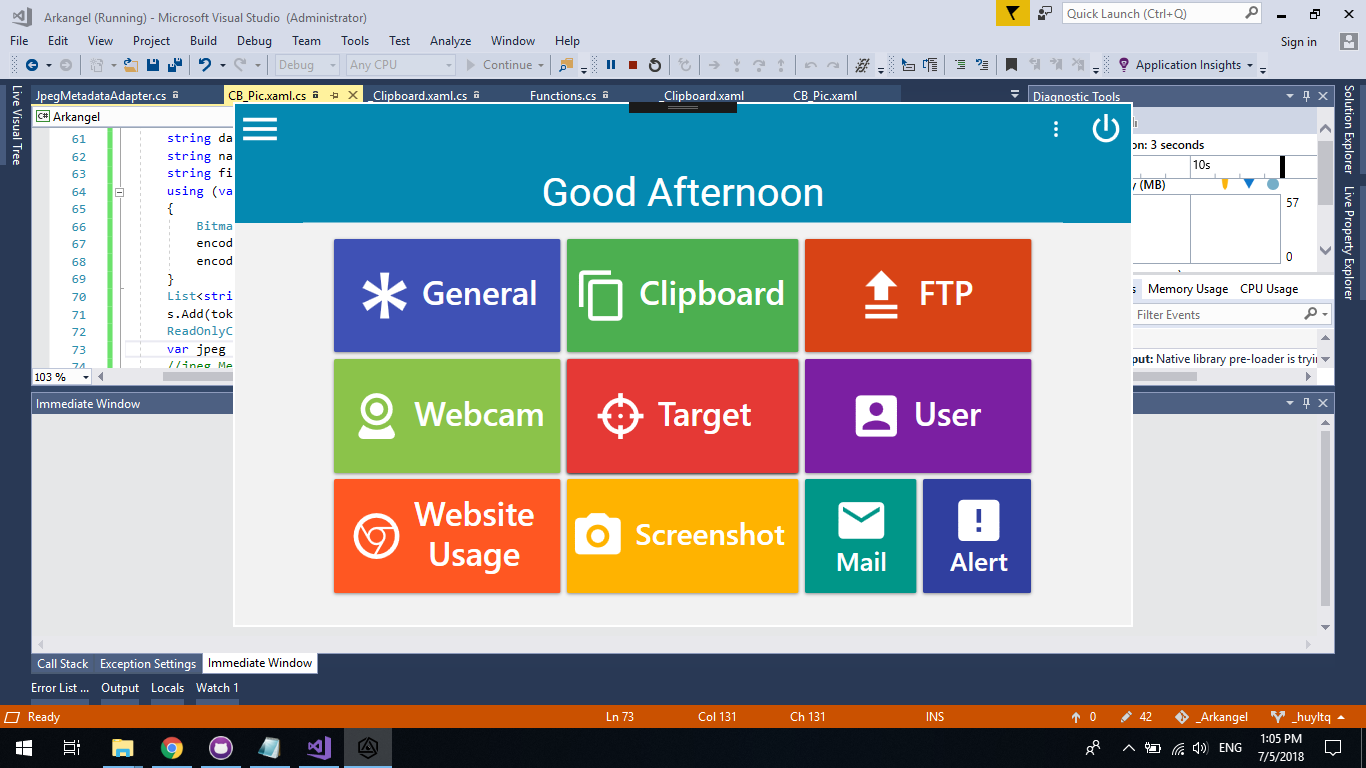 Arkangel (Running) - Microsoft Visual Studio (Administrator)
Quick Launch (Ctrl+Q)
File Edit View Project Build Debug Team Tools Test Analyze Window Help
Sign in
Debug Any CPU Continue Application Insights
JpegMetadataAdapter.cs CB_Pic.xaml.cs _Clipboard.xaml.cs Functions.cs _Clipboard.xaml CB_Pic.xaml
Diagnostic Tools
Live Visual Tree
Solution Explorer
Live Property Explorer
C# Arkangel
61 string da
62 string na
63 string fi
64 using (va
65 {
66 Bitma
67 encod
68 encod
69 }
70 List<stri
71 s.Add(tok
72 ReadOnlyC
73 var jpeg
74 //jpeg.Me
103 %
on: 3 seconds
10s
(MB)
57
0
Memory Usage CPU Usage
Filter Events
put: Native library pre-loader is tryin
Good Afternoon
General Clipboard FTP
Webcam Target User
Website
Usage
Screenshot
Mail Alert
Immediate Window
Call Stack Exception Settings Immediate Window
Error List ... Output Locals Watch 1
Ready Ln 73 Col 131 Ch 131 INS 0 42 _Arkangel _huyltq
ENG
1:05 PM
7/5/2018